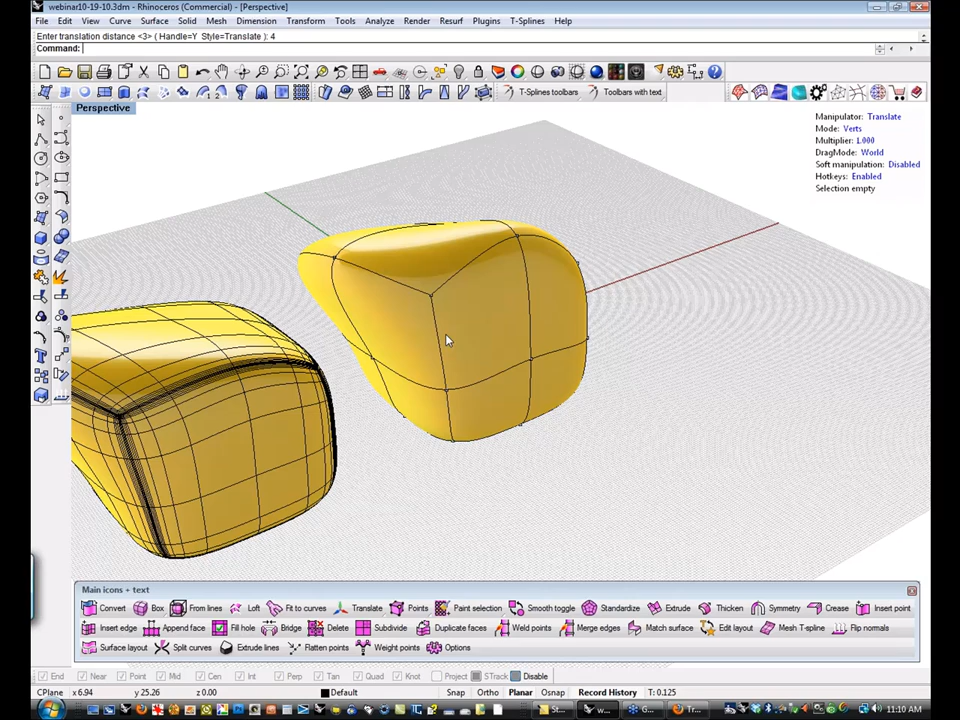 webinar10-19-10.3dm - Rhinoceros (Commercial) - [Perspective]
File Edit View Curve Surface Solid Mesh Dimension Transform Tools Analyze Render Resurf Plugins T-Splines Help
Enter translation distance <3> ( Handle=Y Style=Translate ): 4
Command:
T-Splines toolbars Toolbars with text
Perspective
Manipulator: Translate
Mode: Verts
Multiplier: 1.000
DragMode: World
Soft manipulation: Disabled
Hotkeys: Enabled
Selection empty
Main icons + text
Convert Box From lines Loft Fit to curves Translate Points Paint selection Smooth toggle Standardize Extrude Thicken Symmetry Crease Insert point
Insert edge Append face Fill hole Bridge Delete Subdivide Duplicate faces Weld points Merge edges Match surface Edit layout Mesh T-spline Flip normals
Surface layout Split curves Extrude lines Flatten points Weight points Options
End Near Point Mid Cen Int Perp Tan Quad Knot Project STrack Disable
CPlane x 6.94 y 25.26 z 0.00 Default Snap Ortho Planar Osnap Record History T: 0.125
St... w... G... Tr... 11:10 AM